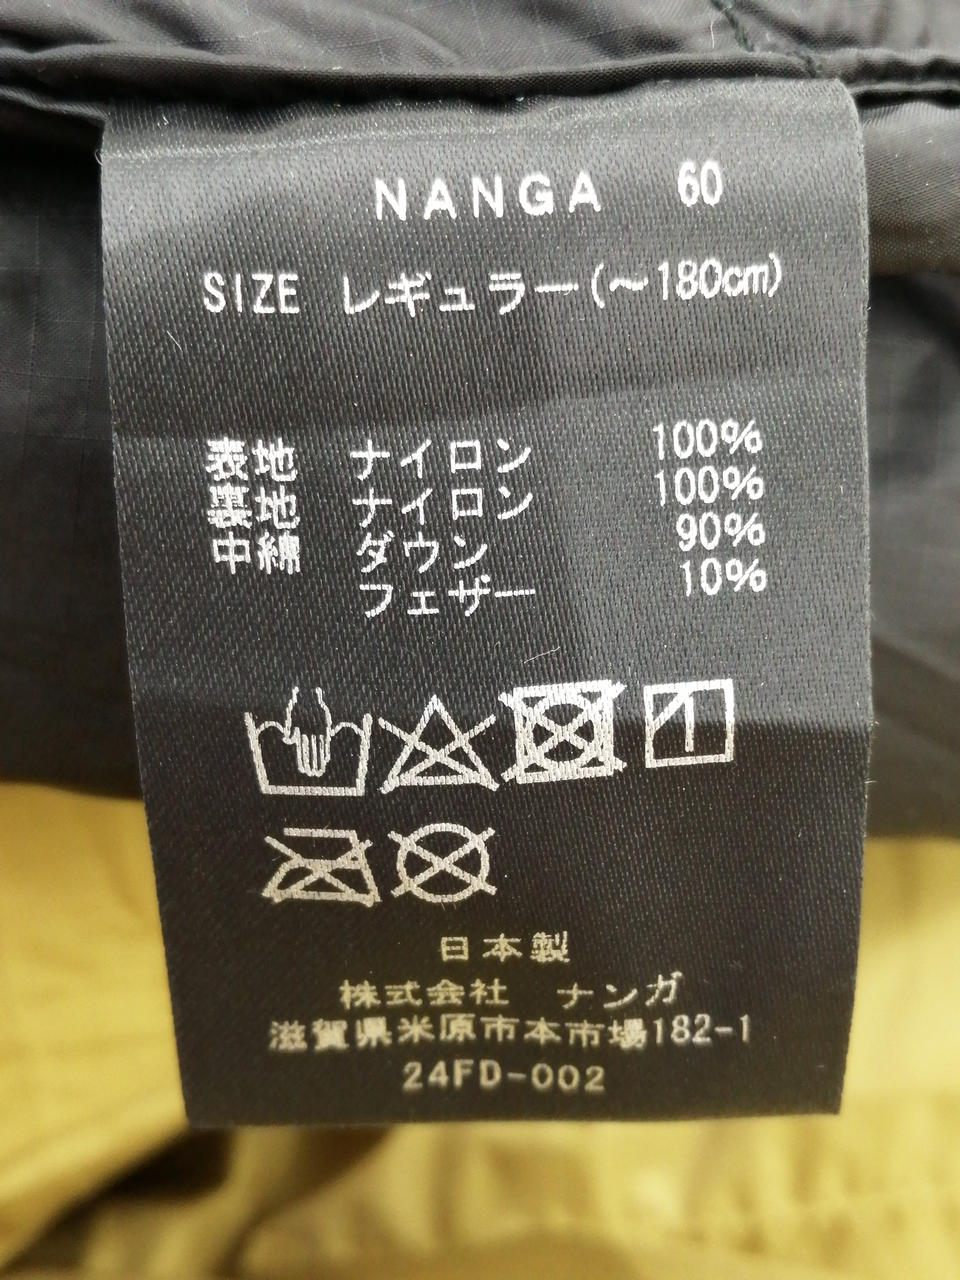 NANGA 60
SIZE レギュラー(～180cm)
表地 ナイロン 100%
裏地 ナイロン 100%
中綿 ダウン 90%
フェザー 10%
日本製
株式会社 ナンガ
滋賀県米原市本市場182-1
24FD-002